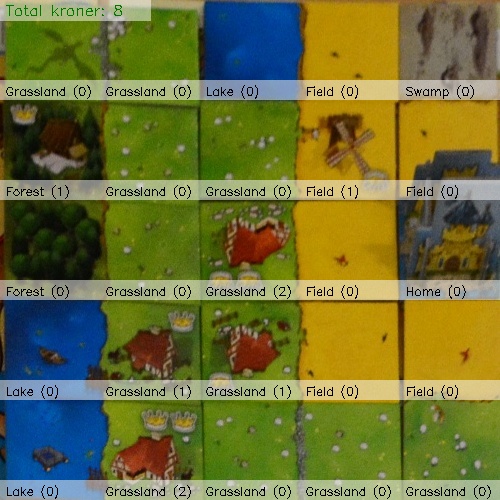 Total kroner: 8
Grassland (0) Grassland (0) Lake (0) Field (0) Swamp (0)
Forest (1) Grassland (0) Grassland (0) Field (1) Field (0)
Forest (0) Grassland (0) Grassland (2) Field (0) Home (0)
Lake (0) Grassland (1) Grassland (1) Field (0) Field (0)
Lake (0) Grassland (2) Grassland (0) Grassland (0) Grassland (0)